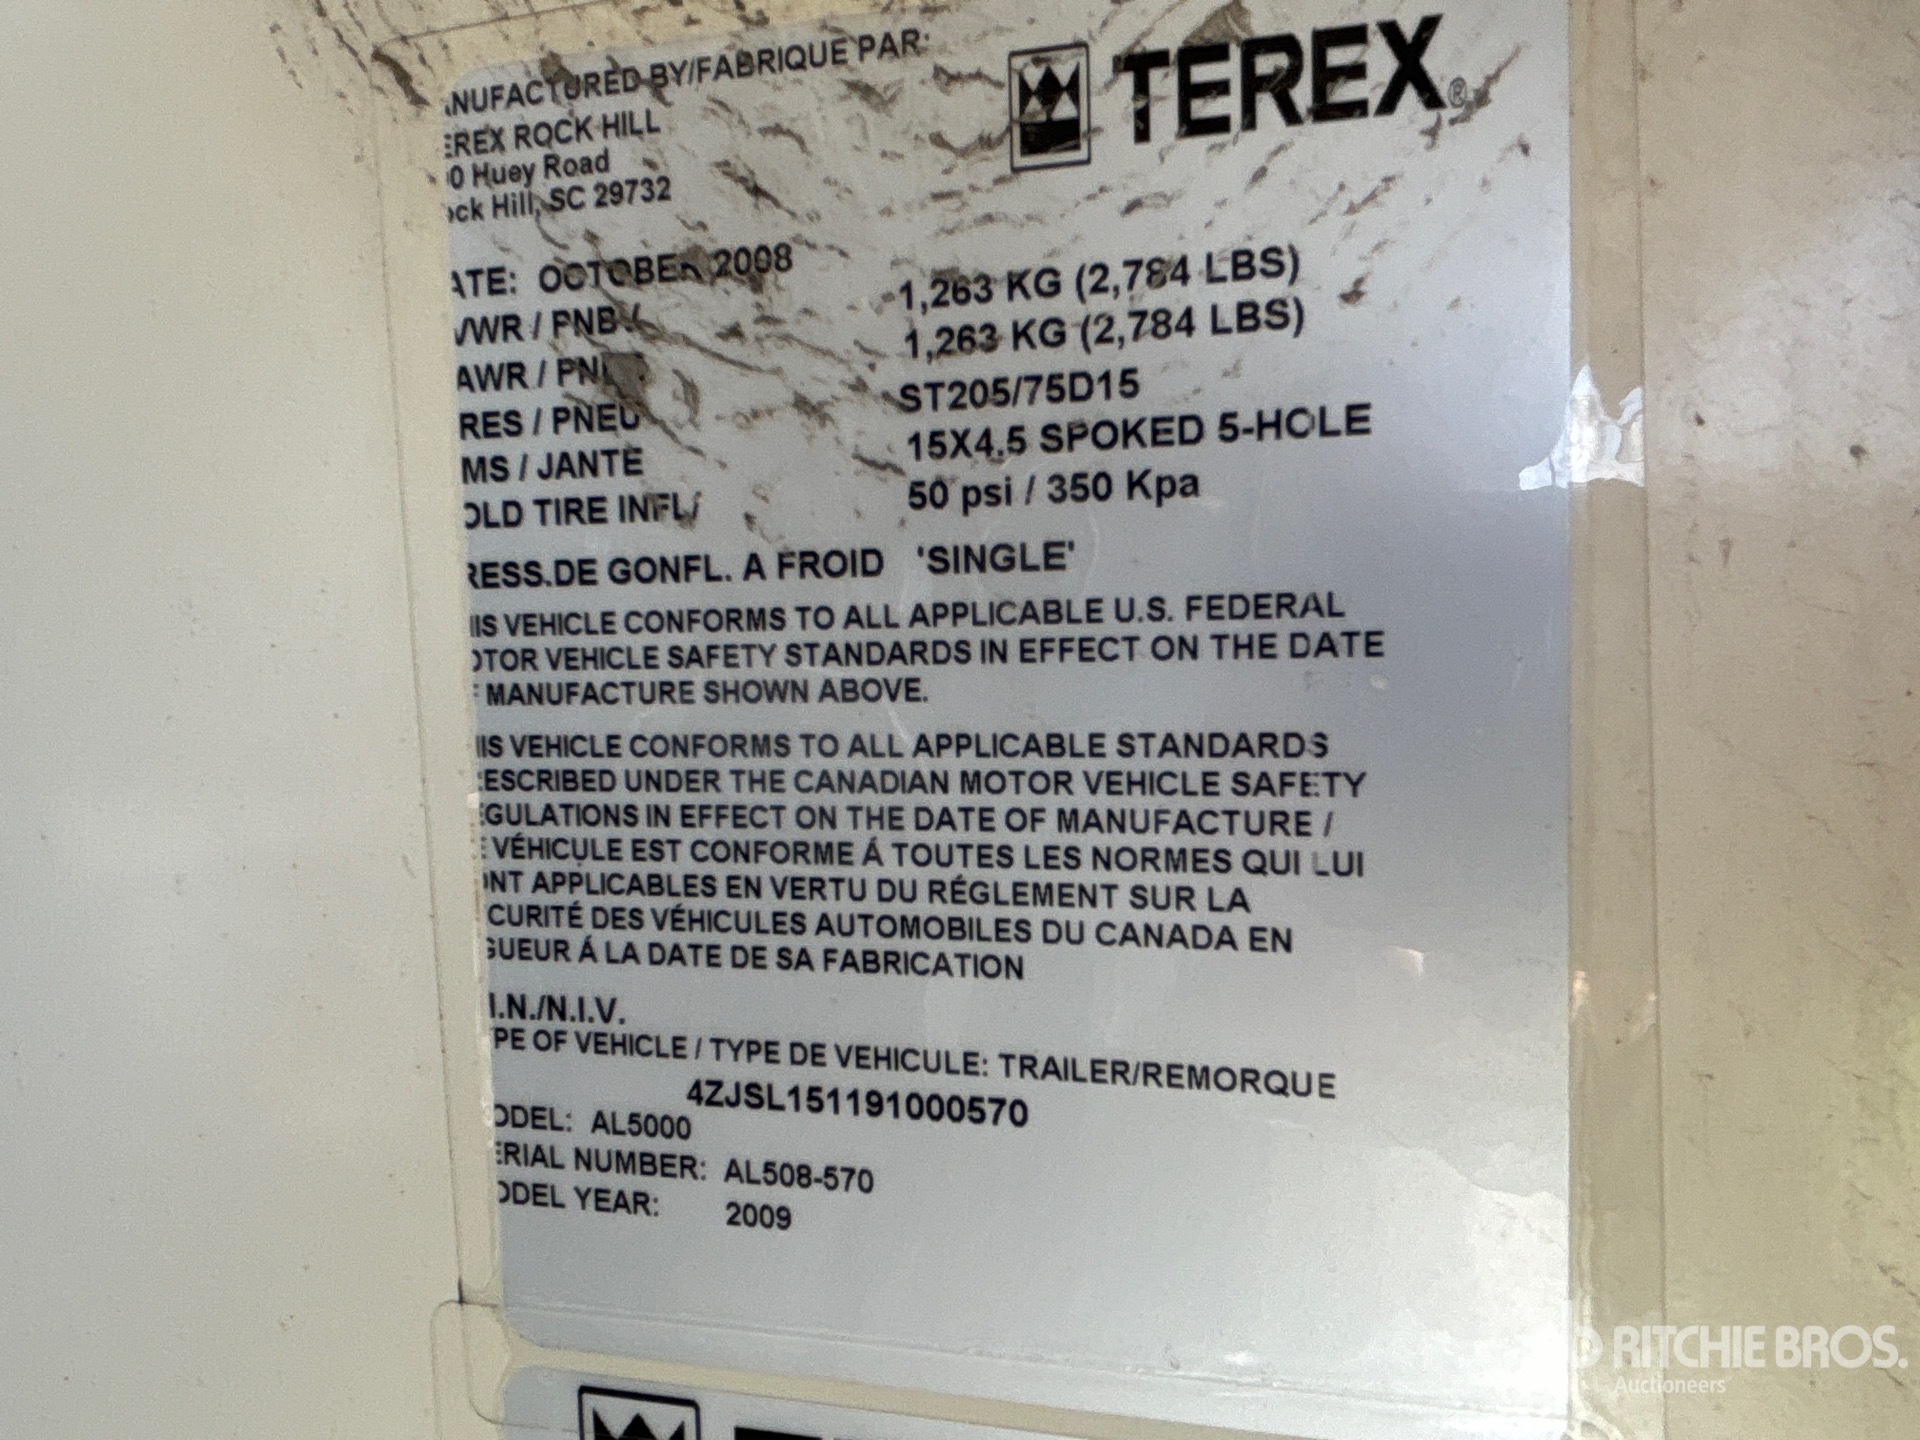 ANUFACTURED BY/FABRIQUE PAR:
TEREX®
EREX ROCK HILL
0 Huey Road
ock Hill, SC 29732
ATE: OCTOBER 2008
VWR / PNBV 1,263 KG (2,784 LBS)
AWR / PN 1,263 KG (2,784 LBS)
RES / PNEU ST205/75D15
MS / JANTE 15X4.5 SPOKED 5-HOLE
OLD TIRE INFL/ 50 psi / 350 Kpa
RESS.DE GONFL. A FROID 'SINGLE'
IS VEHICLE CONFORMS TO ALL APPLICABLE U.S. FEDERAL
OTOR VEHICLE SAFETY STANDARDS IN EFFECT ON THE DATE
F MANUFACTURE SHOWN ABOVE.
IS VEHICLE CONFORMS TO ALL APPLICABLE STANDARDS
ESCRIBED UNDER THE CANADIAN MOTOR VEHICLE SAFETY
EGULATIONS IN EFFECT ON THE DATE OF MANUFACTURE /
E VÉHICULE EST CONFORME Á TOUTES LES NORMES QUI LUI
ONT APPLICABLES EN VERTU DU RÉGLEMENT SUR LA
CURITÉ DES VÉHICULES AUTOMOBILES DU CANADA EN
GUEUR Á LA DATE DE SA FABRICATION
I.N./N.I.V.
PE OF VEHICLE / TYPE DE VEHICULE: TRAILER/REMORQUE
4ZJSL151191000570
ODEL: AL5000
ERIAL NUMBER: AL508-570
ODEL YEAR: 2009
RITCHIE BROS.
Auctioneers